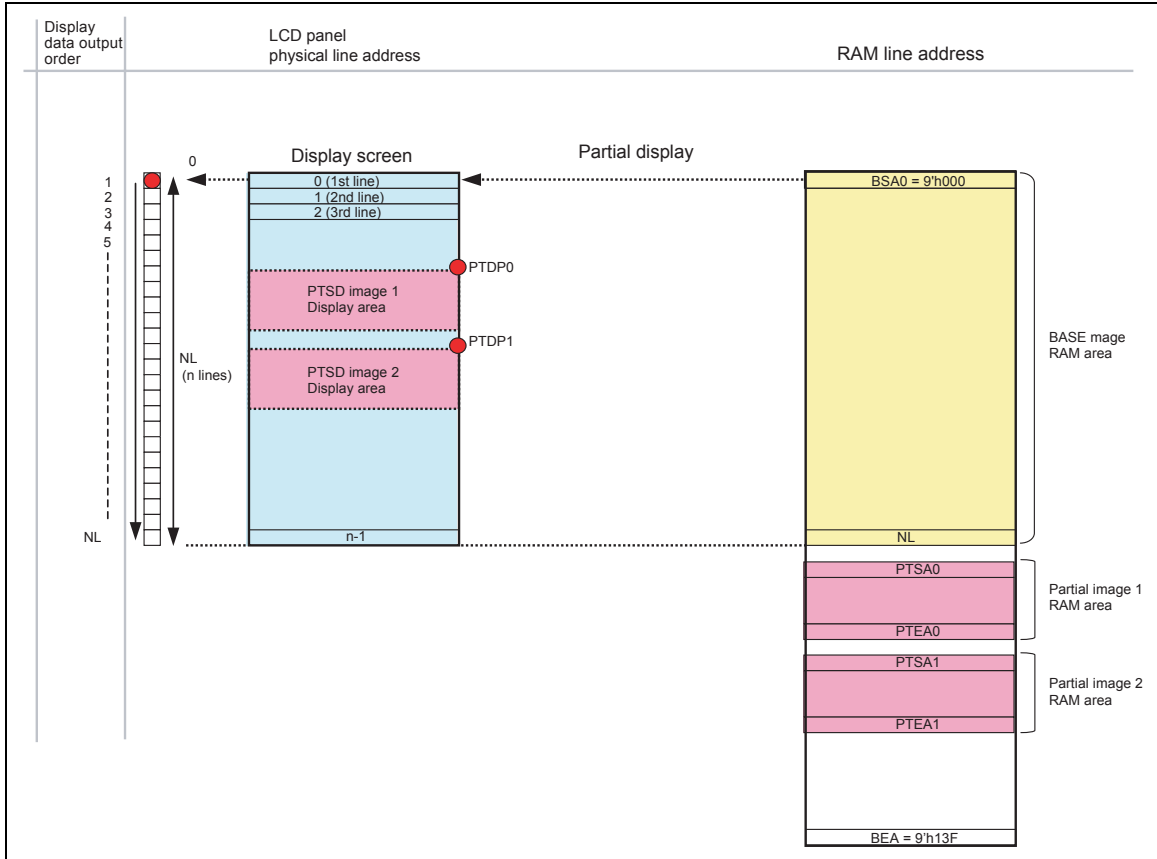 Display
data output
order
LCD panel
physical line address
RAM line address
0
Display screen
Partial display
1
2
3
4
5
NL
NL
(n lines)
0 (1st line)
1 (2nd line)
2 (3rd line)
PTDP0
PTSD image 1
Display area
PTDP1
PTSD image 2
Display area
n-1
BSA0 = 9'h000
BASE mage
RAM area
NL
PTSA0
Partial image 1
RAM area
PTEA0
PTSA1
Partial image 2
RAM area
PTEA1
BEA = 9'h13F